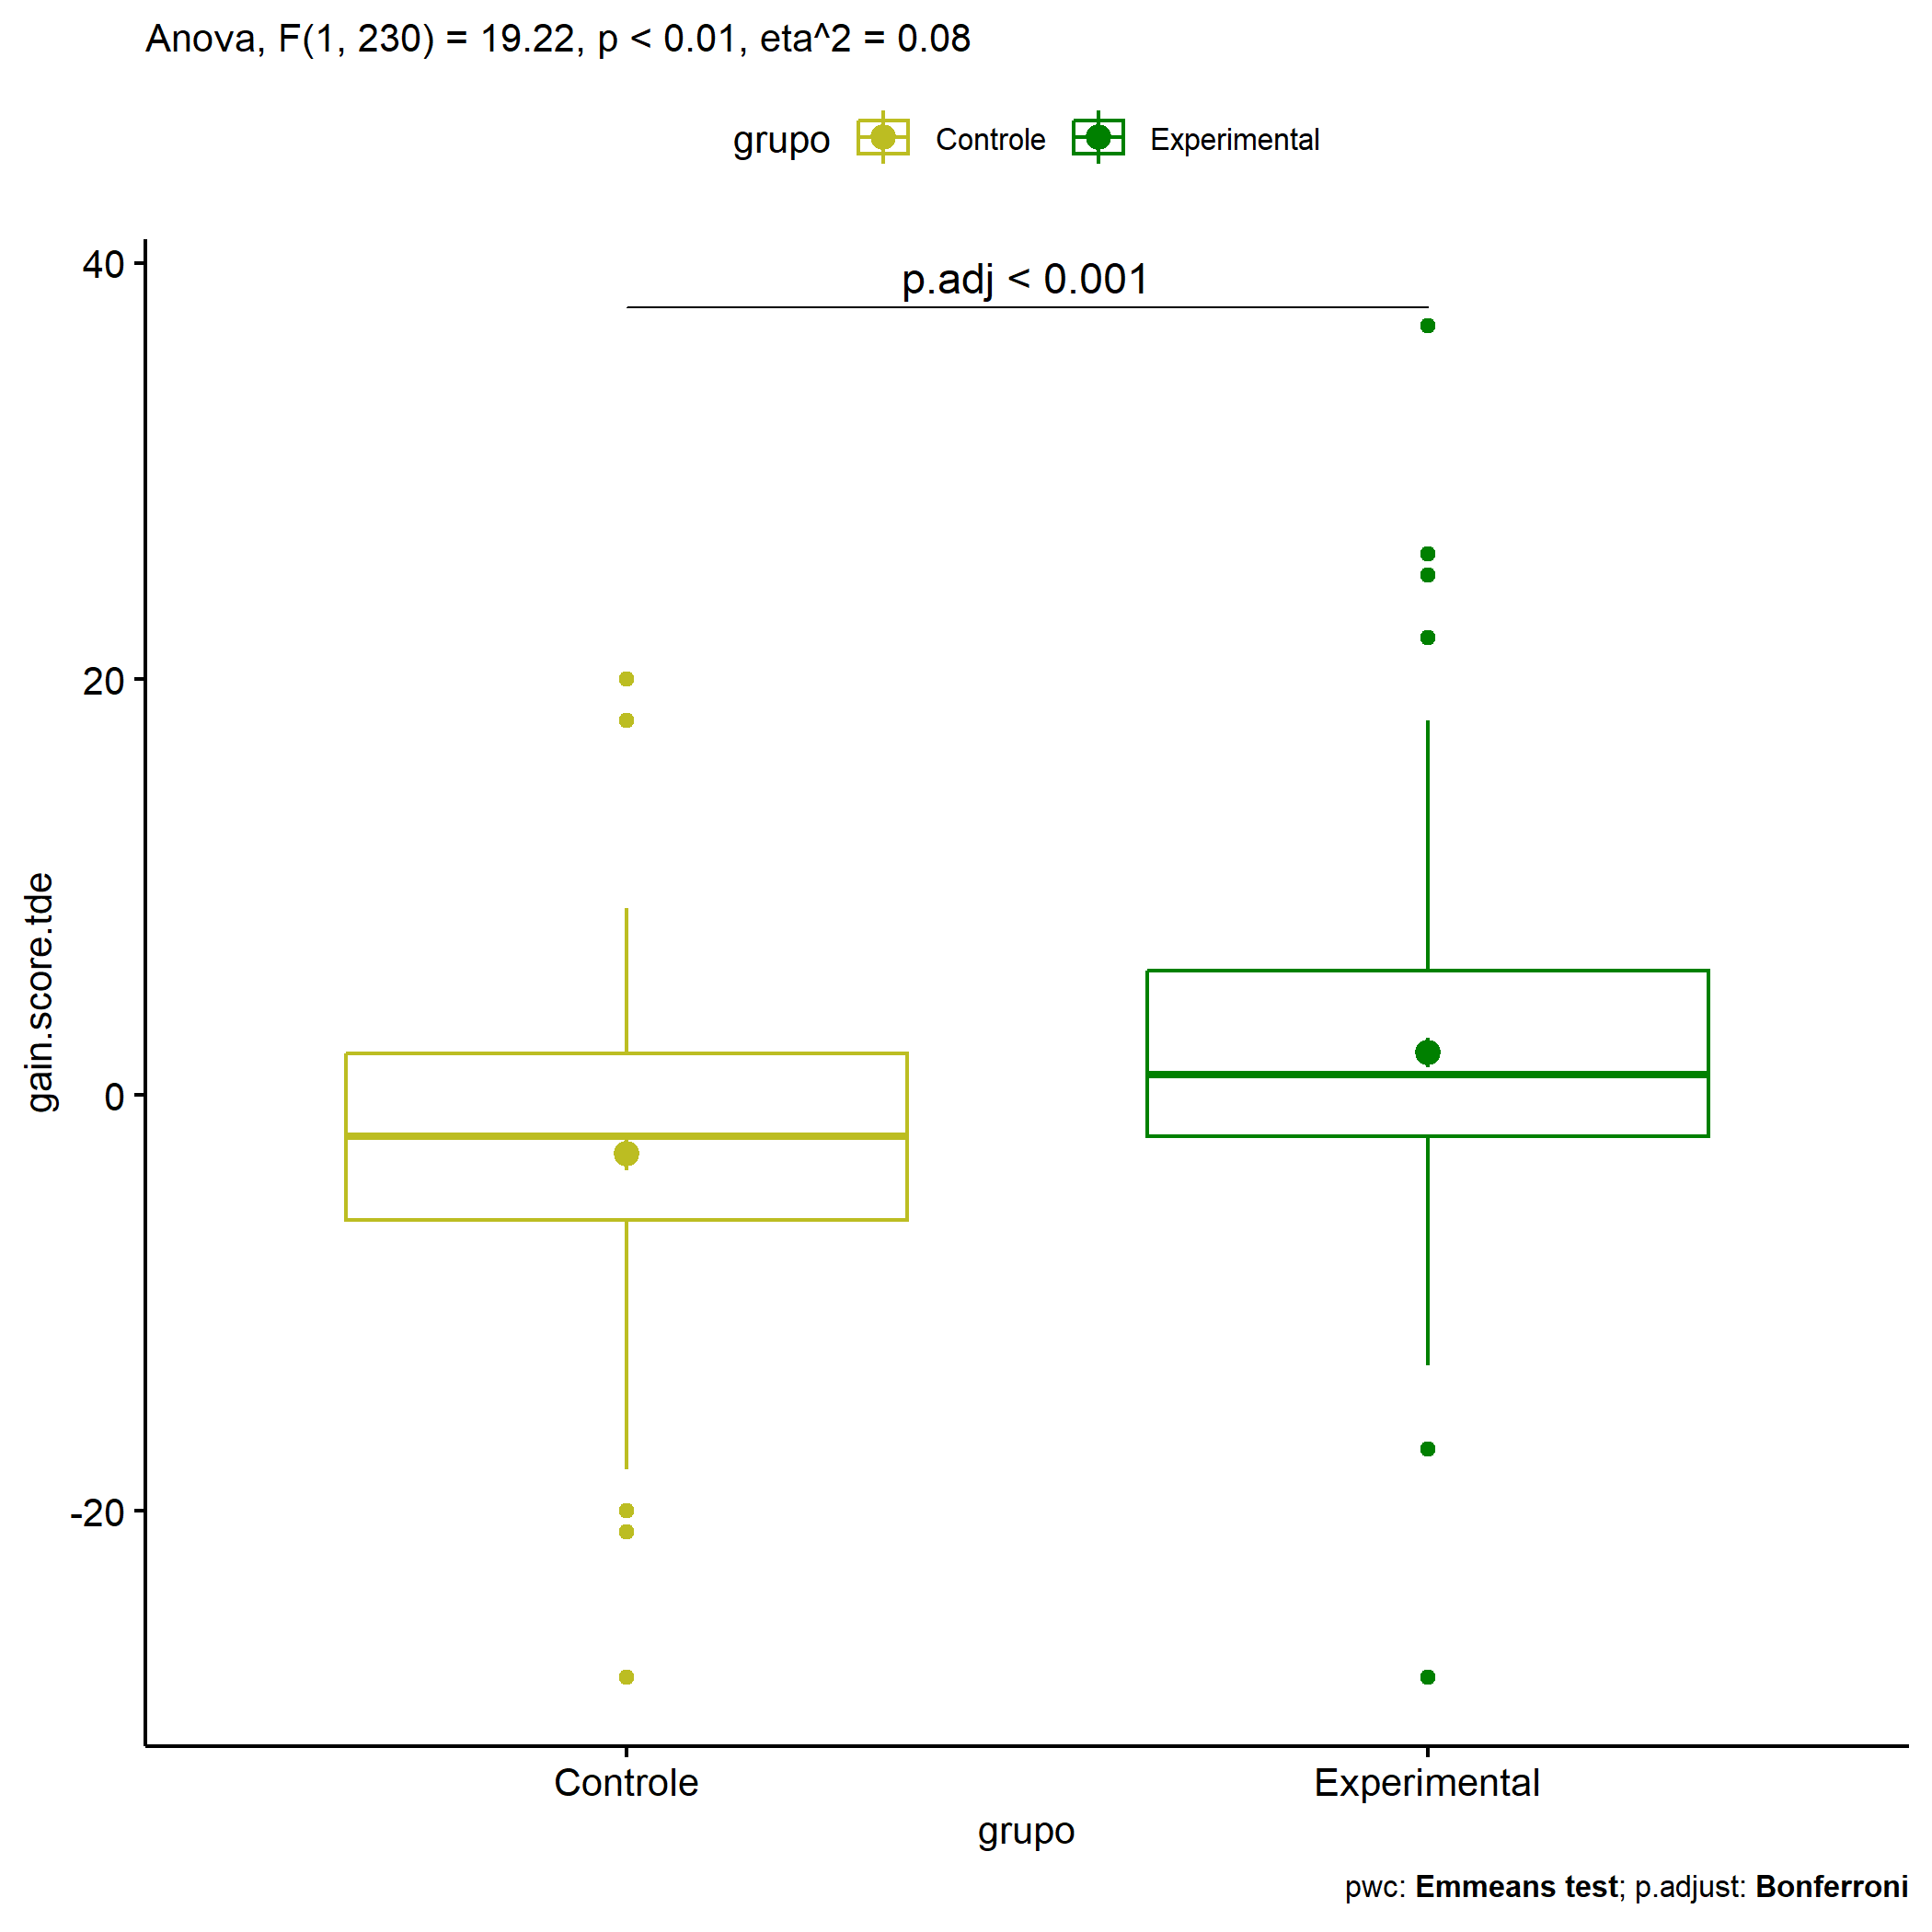 Anova, F(1, 230) = 19.22, p < 0.01, eta^2 = 0.08
grupo Controle Experimental
40
p.adj < 0.001
20
0
-20
gain.score.tde
Controle Experimental
grupo
pwc: Emmeans test; p.adjust: Bonferroni